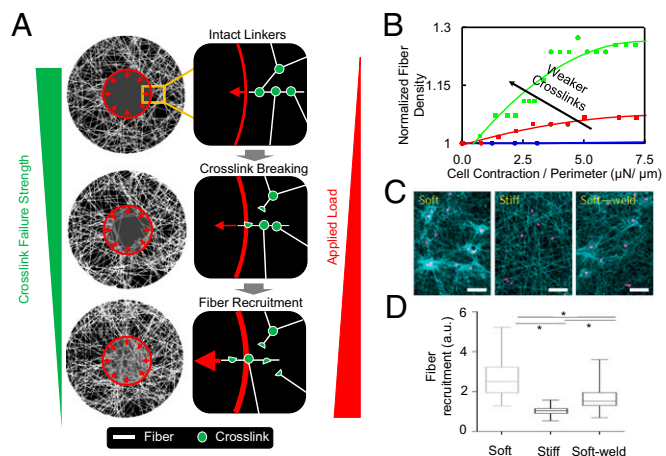 A
Crosslink Failure Strength
Intact Linkers
Crosslink Breaking
Fiber Recruitment
Applied Load
Fiber
Crosslink
B
Normalized Fiber
Density
1.3
1.15
1
Weaker
Crosslinks
0.0
2.5
5.0
7.5
Cell Contraction / Perimeter (μN/ μm)
C
Soft
Stiff
Soft→weld
D
Fiber
recruitment (a.u.)
6
4
2
0
*
*
*
Soft
Stiff
Soft-weld